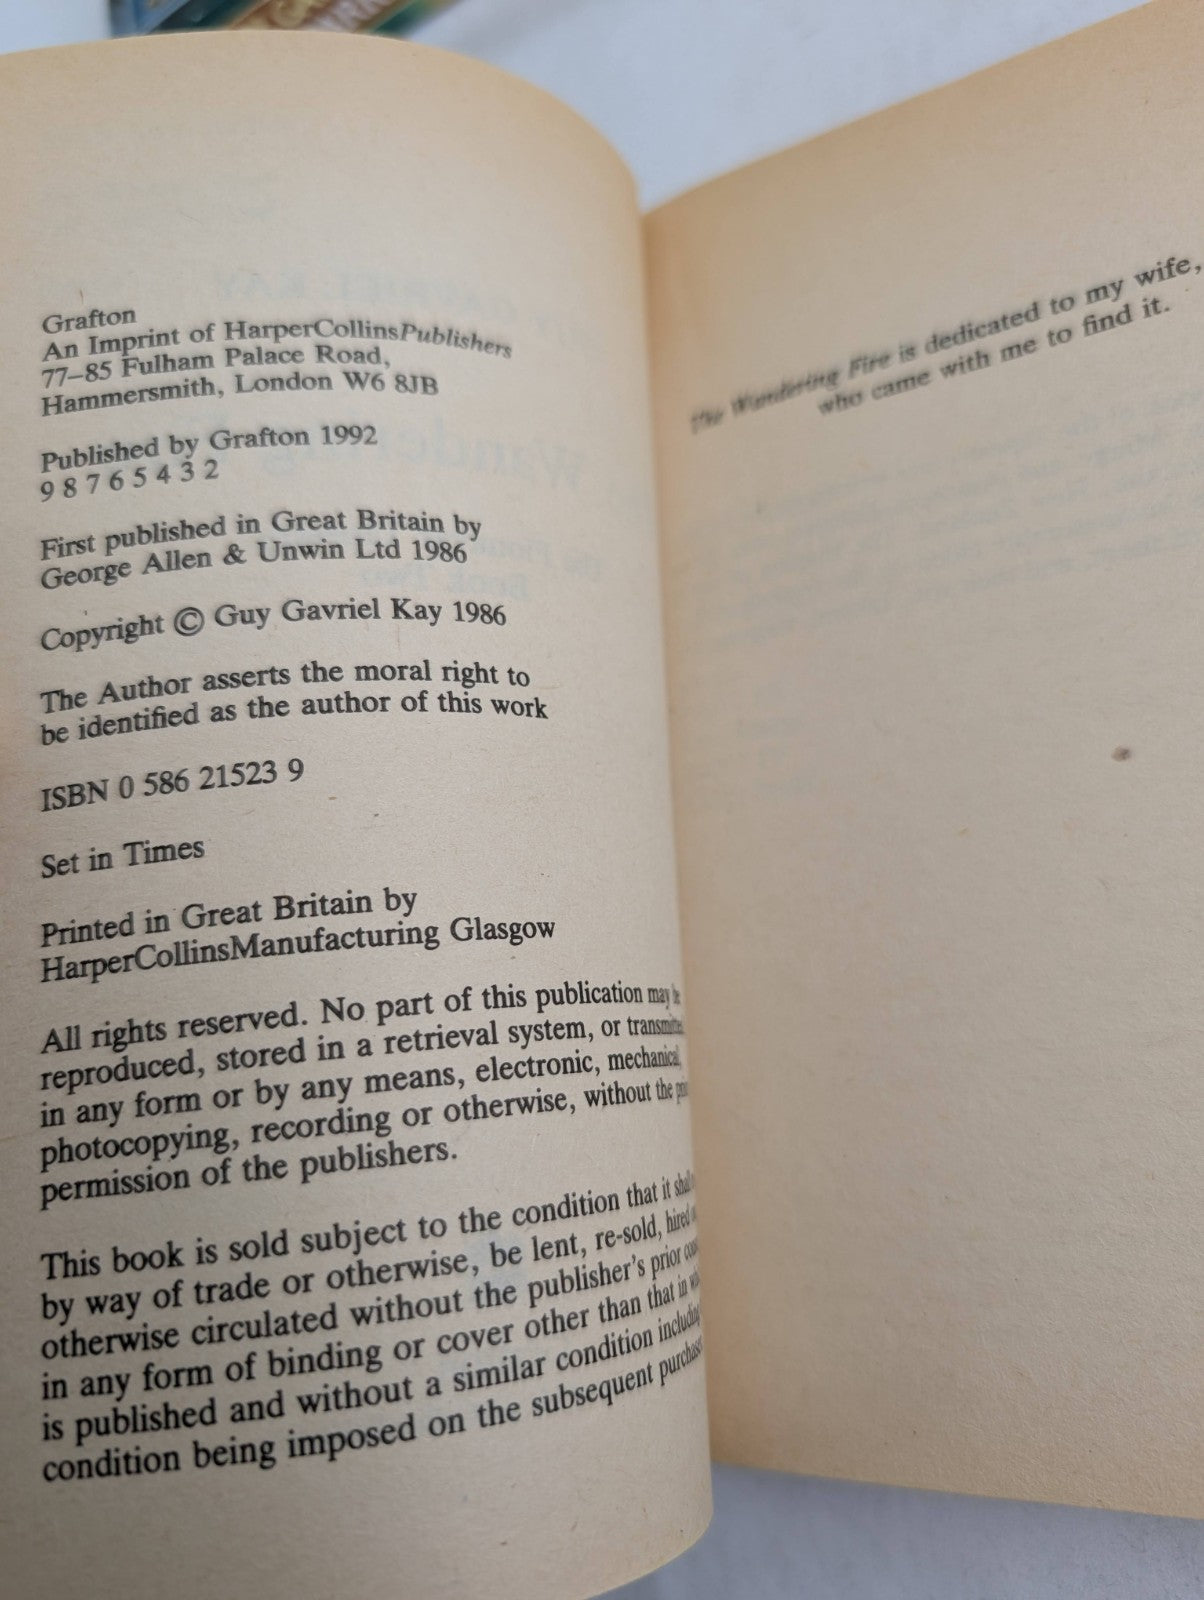 Grafton
An Imprint of HarperCollinsPublishers
77–85 Fulham Palace Road,
Hammersmith, London W6 8JB
Published by Grafton 1992
9 8 7 6 5 4 3 2
First published in Great Britain by
George Allen & Unwin Ltd 1986
Copyright © Guy Gavriel Kay 1986
The Author asserts the moral right to
be identified as the author of this work
ISBN 0 586 21523 9
Set in Times
Printed in Great Britain by
HarperCollinsManufacturing Glasgow
All rights reserved. No part of this publication may be
reproduced, stored in a retrieval system, or
in any form or by any means, electronic, mechanical,
photocopying, recording or otherwise, without the
permission of the publishers.
This book is sold subject to the condition that it
by way of trade or otherwise, be lent, re-sold, hired
otherwise circulated without the publisher's prior
in any form of binding or cover other than that in
is published and without a similar condition including
condition being imposed on the subsequent
The Wandering Fire is dedicated to my wife,
who came with me to find it.